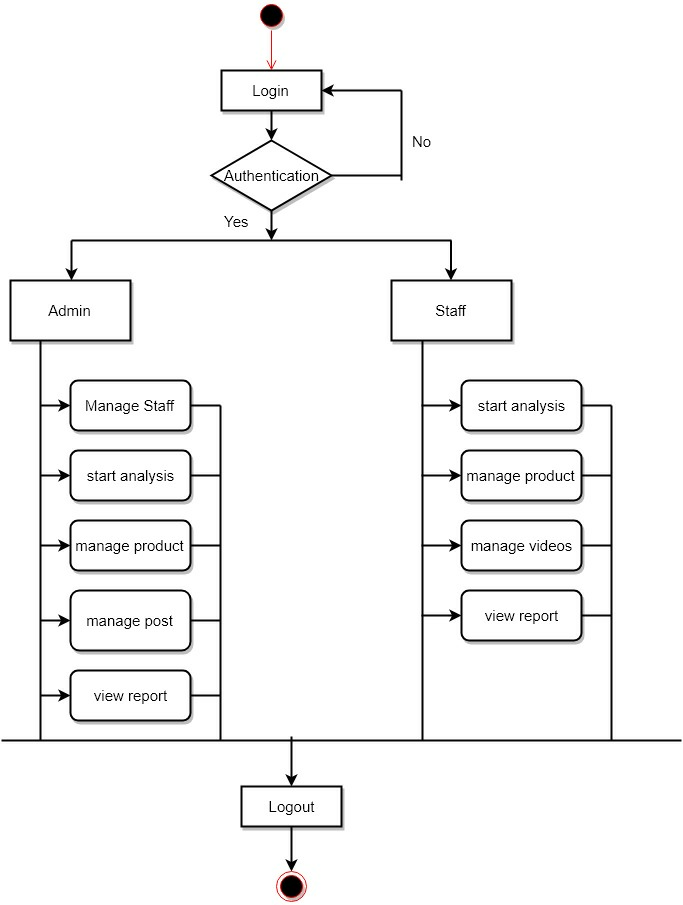 Login
No
Authentication
Yes
Admin
Staff
Manage Staff
start analysis
manage product
manage post
view report
start analysis
manage product
manage videos
view report
Logout